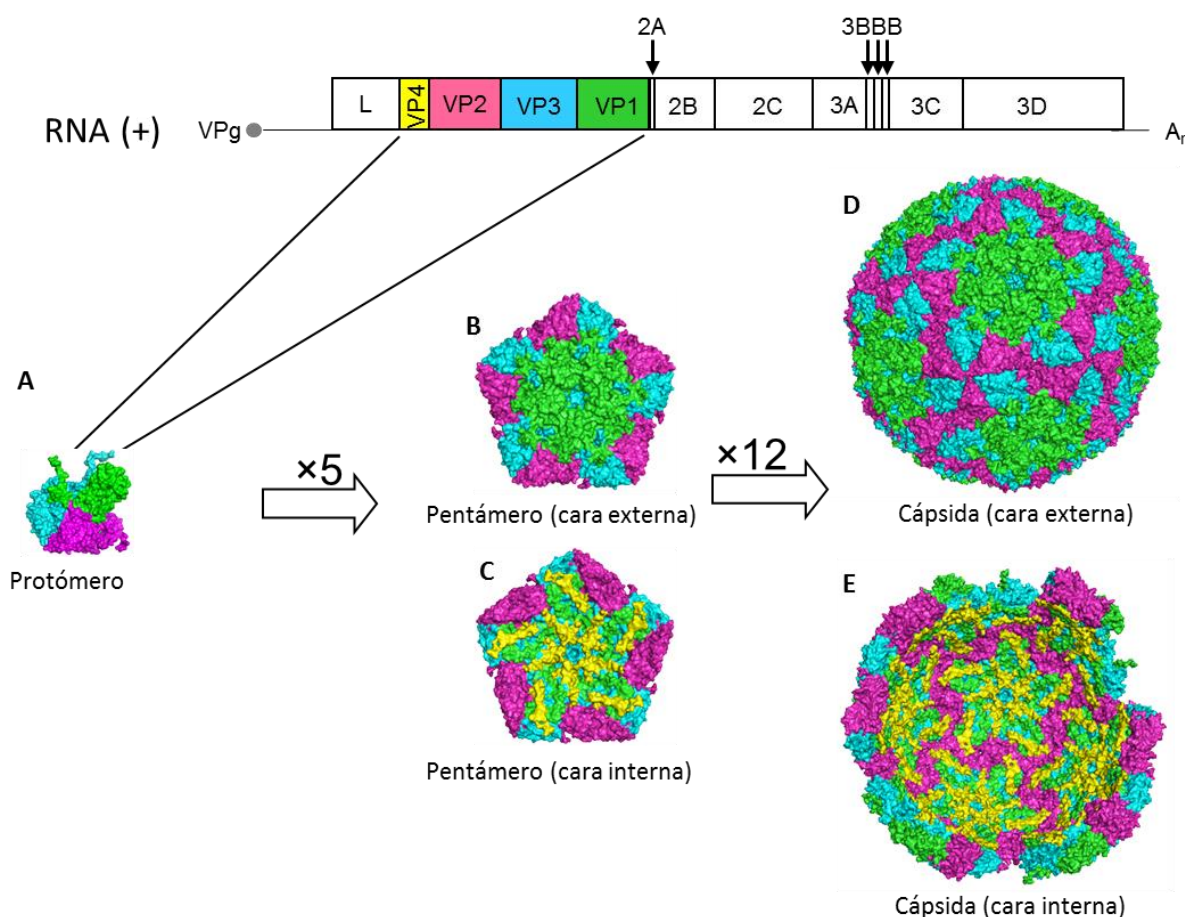 2A
3BBB
L
VP4
VP2
VP3
VP1
2B
2C
3A
3C
3D
RNA (+)
VPg
D
B
A
×5
×12
Pentámero (cara externa)
Cápsida (cara externa)
C
E
Protómero
Pentámero (cara interna)
Cápsida (cara interna)